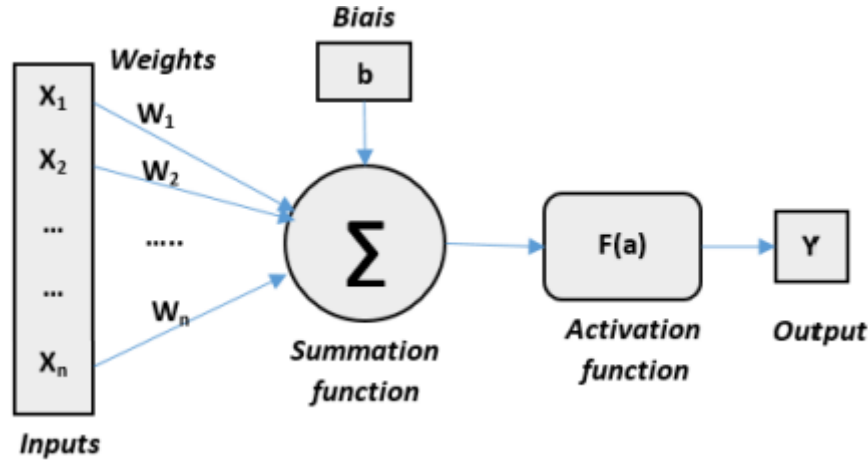 Biais
b
Weights
X₁
W₁
X₂
W₂
...
.....
...
Wₙ
Xₙ
Inputs
Σ
Summation
function
F(a)
Activation
function
Y
Output